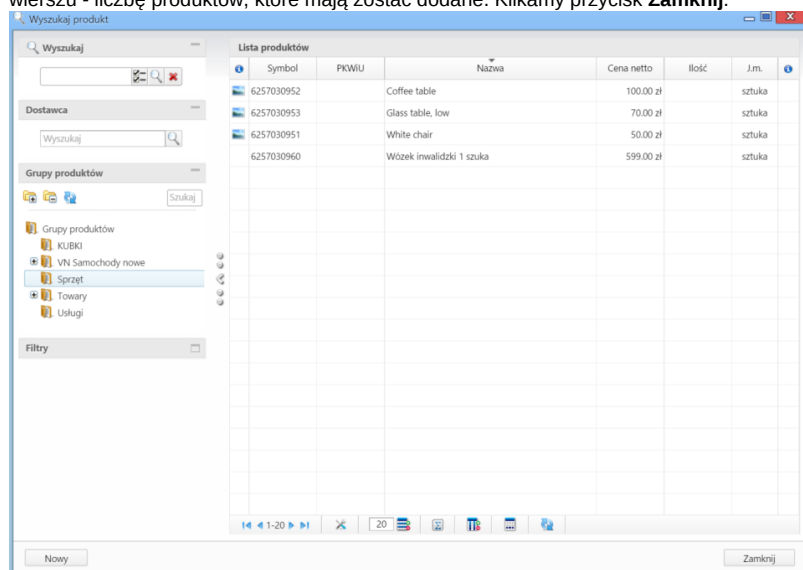 wierszu - liczbę produktów, które mają zostać dodane. Klikamy przycisk Zamknij.
Wyszukaj produkt
Wyszukaj
Dostawca
Wyszukaj
Grupy produktów
Szukaj
Grupy produktów
KUBKI
VN Samochody nowe
Sprzęt
Towary
Usługi
Filtry
Lista produktów
Symbol PKWiU Nazwa Cena netto Ilość J.m.
6257030952 Coffee table 100.00 zł sztuka
6257030953 Glass table, low 70.00 zł sztuka
6257030951 White chair 50.00 zł sztuka
6257030960 Wózek inwalidzki 1 szuka 599.00 zł sztuka
1-20 20
Nowy Zamknij